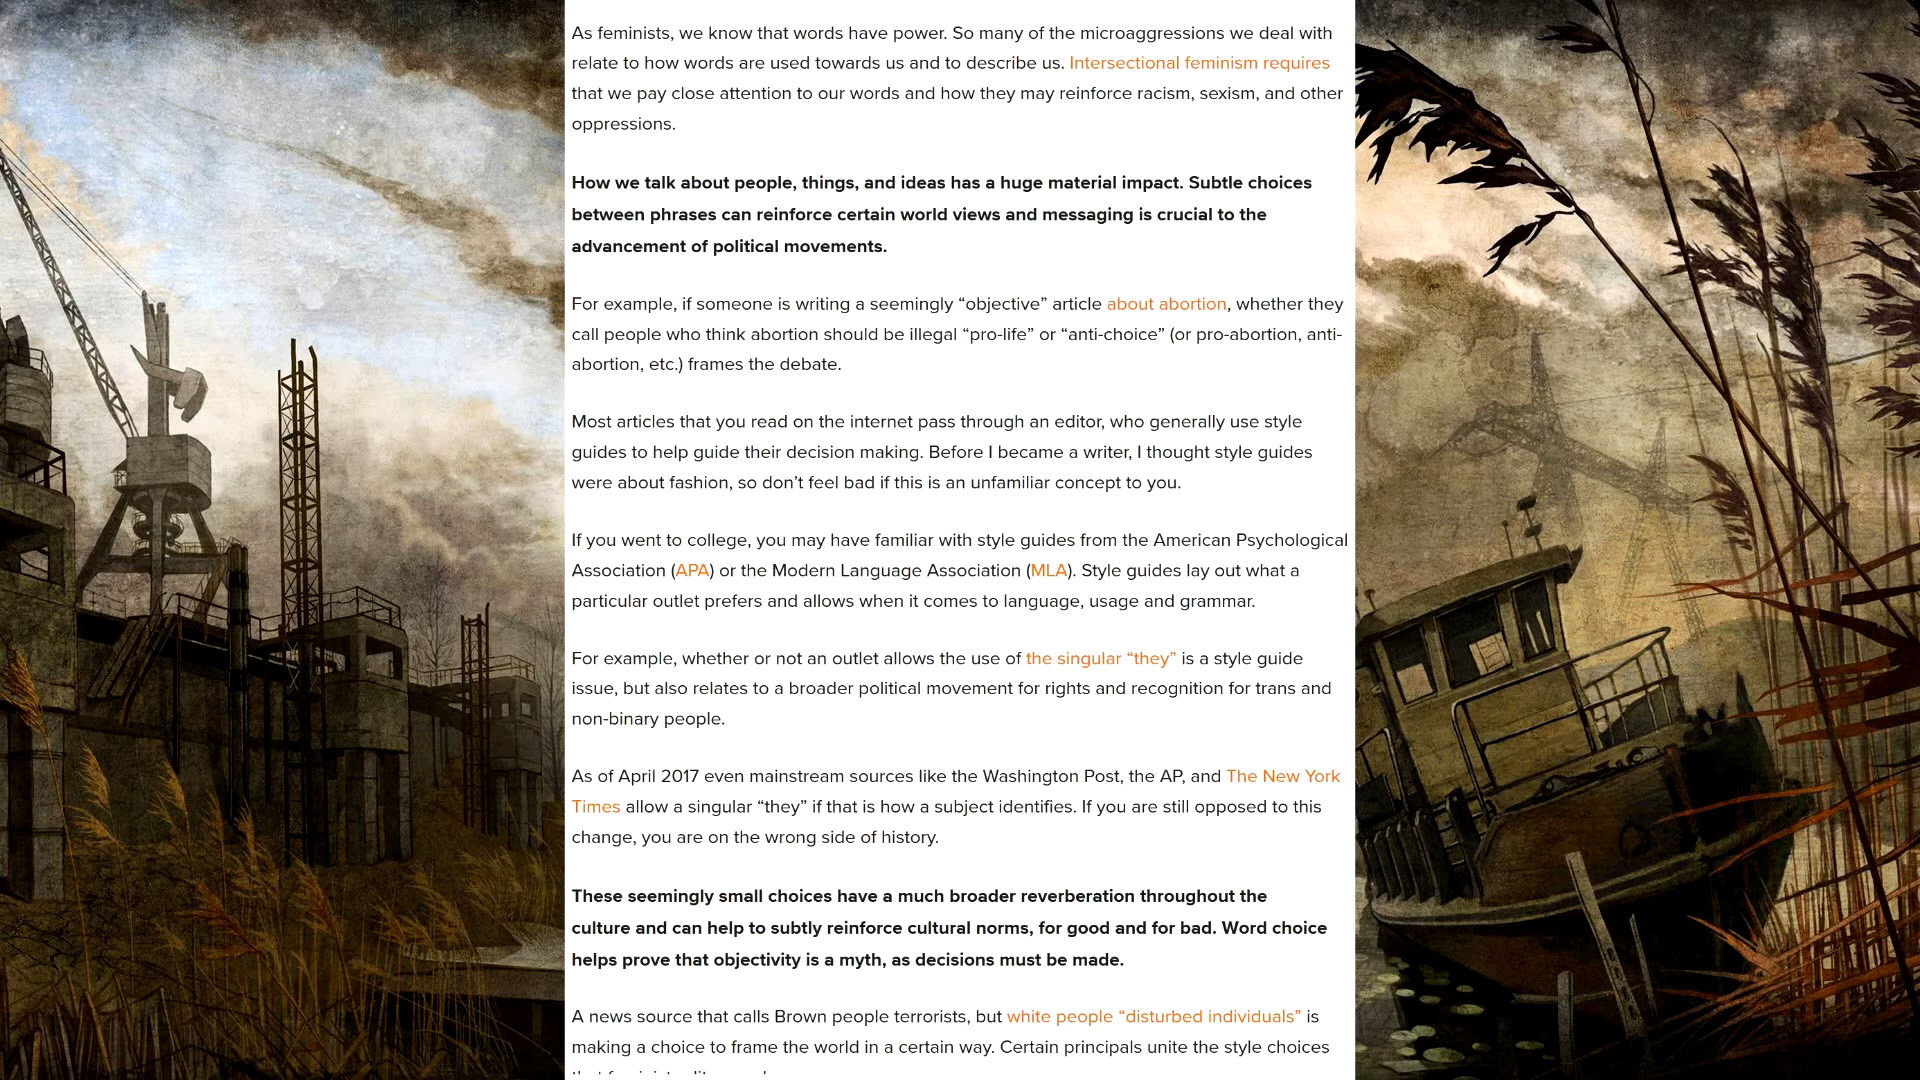 As feminists, we know that words have power. So many of the microaggressions we deal with
relate to how words are used towards us and to describe us. Intersectional feminism requires
that we pay close attention to our words and how they may reinforce racism, sexism, and other
oppressions.
How we talk about people, things, and ideas has a huge material impact. Subtle choices
between phrases can reinforce certain world views and messaging is crucial to the
advancement of political movements.
For example, if someone is writing a seemingly “objective” article about abortion, whether they
call people who think abortion should be illegal “pro-life” or “anti-choice” (or pro-abortion, anti-
abortion, etc.) frames the debate.
Most articles that you read on the internet pass through an editor, who generally use style
guides to help guide their decision making. Before I became a writer, I thought style guides
were about fashion, so don’t feel bad if this is an unfamiliar concept to you.
If you went to college, you may have familiar with style guides from the American Psychological
Association (APA) or the Modern Language Association (MLA). Style guides lay out what a
particular outlet prefers and allows when it comes to language, usage and grammar.
For example, whether or not an outlet allows the use of the singular “they” is a style guide
issue, but also relates to a broader political movement for rights and recognition for trans and
non-binary people.
As of April 2017 even mainstream sources like the Washington Post, the AP, and The New York
Times allow a singular “they” if that is how a subject identifies. If you are still opposed to this
change, you are on the wrong side of history.
These seemingly small choices have a much broader reverberation throughout the
culture and can help to subtly reinforce cultural norms, for good and for bad. Word choice
helps prove that objectivity is a myth, as decisions must be made.
A news source that calls Brown people terrorists, but white people “disturbed individuals” is
making a choice to frame the world in a certain way. Certain principals unite the style choices